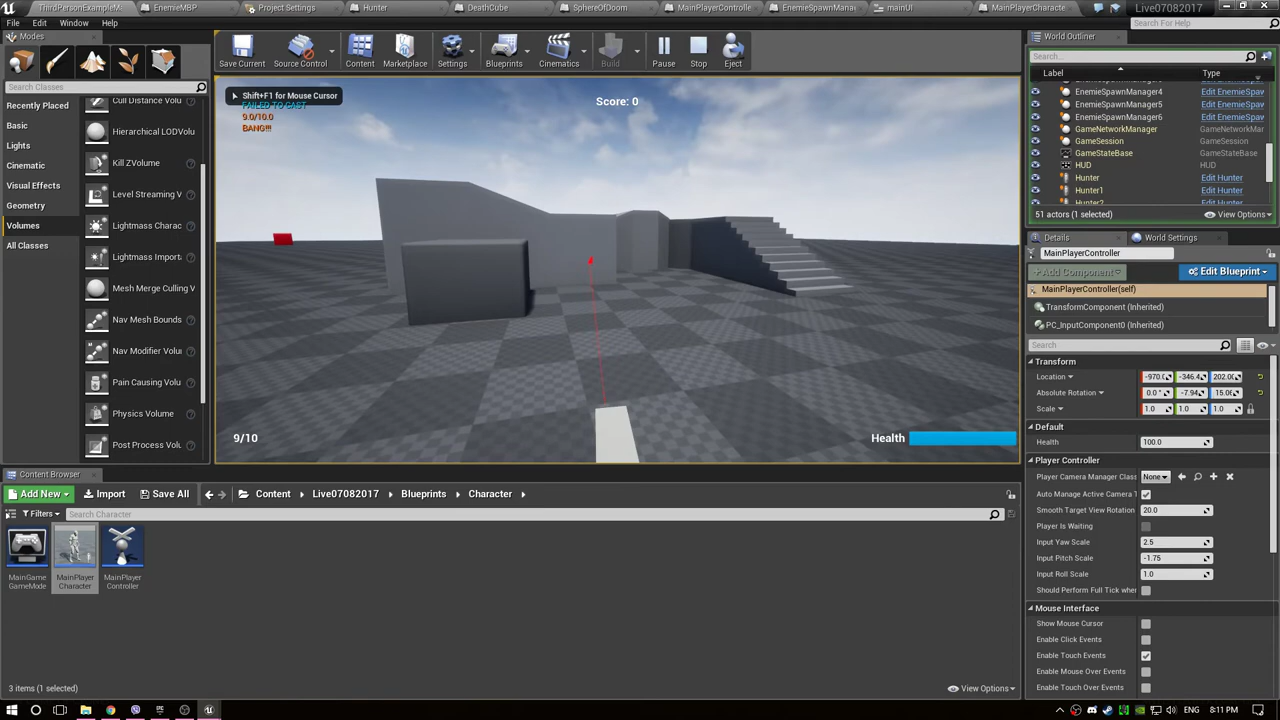 ThirdPersonExampleM
EnemieMBP
Project Settings
Hunter
DeathCube
SphereOfDoom
MainPlayerControlle
EnemieSpawnMana
mainUI
MainPlayerCharacte
Live07082017
File Edit Window Help
Search For Help
Modes
Search Classes
Recently Placed
Basic
Lights
Cinematic
Visual Effects
Geometry
Volumes
All Classes
Cull Distance Volu
Hierarchical LODVolu
Kill ZVolume
Level Streaming V
Lightmass Charac
Lightmass Importa
Mesh Merge Culling V
Nav Mesh Bounds
Nav Modifier Volu
Pain Causing Volu
Physics Volume
Post Process Volu
Save Current
Source Control
Content
Marketplace
Settings
Blueprints
Cinematics
Build
Pause
Stop
Eject
Shift+F1 for Mouse Cursor
FAILED TO CAST
9.0/10.0
BANG!!!
Score: 0
9/10
Health
World Outliner
Search...
Label Type
EnemieSpawnManager4 Edit EnemieSpav
EnemieSpawnManager5 Edit EnemieSpav
EnemieSpawnManager6 Edit EnemieSpav
GameNetworkManager GameNetworkMar
GameSession GameSession
GameStateBase GameStateBase
HUD HUD
Hunter Edit Hunter
Hunter1 Edit Hunter
Hunter2 Edit Hunter
51 actors (1 selected) View Options
Details World Settings
MainPlayerController
+Add Component Edit Blueprint
MainPlayerController(self)
TransformComponent (Inherited)
PC_InputComponent0 (Inherited)
Search
Transform
Location -970.0 -346.4 202.00
Absolute Rotation 0.0 ° -7.94 15.06
Scale 1.0 1.0 1.0
Default
Health 100.0
Player Controller
Player Camera Manager Class None
Auto Manage Active Camera T
Smooth Target View Rotation 20.0
Player Is Waiting
Input Yaw Scale 2.5
Input Pitch Scale -1.75
Input Roll Scale 1.0
Should Perform Full Tick wher
Mouse Interface
Show Mouse Cursor
Enable Click Events
Enable Touch Events
Enable Mouse Over Events
Enable Touch Over Events
Content Browser
Add New Import Save All Content Live07082017 Blueprints Character
Filters Search Character
MainGame
GameMode
MainPlayer
Character
MainPlayer
Controller
3 items (1 selected) View Options
ENG 8:11 PM